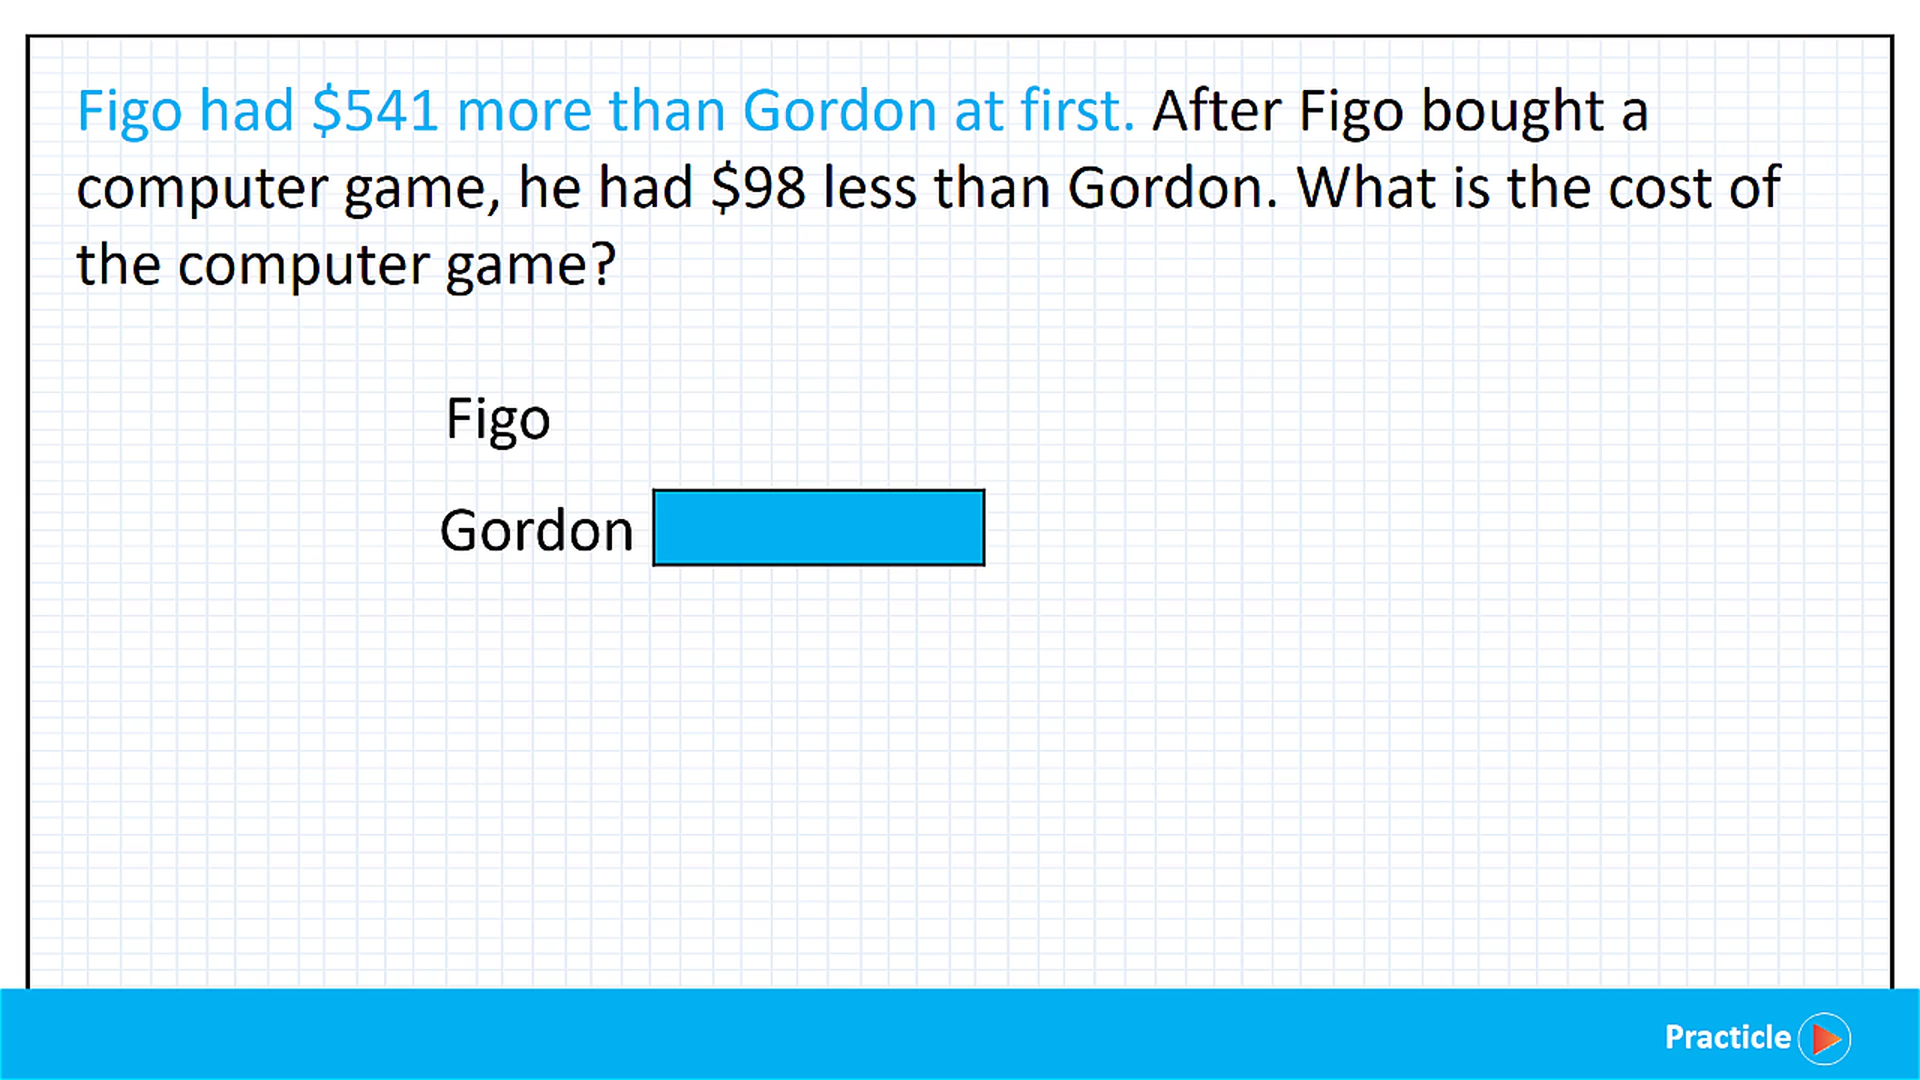 Figo had $541 more than Gordon at first. After Figo bought a
computer game, he had $98 less than Gordon. What is the cost of
the computer game?
Figo
Gordon
Practicle